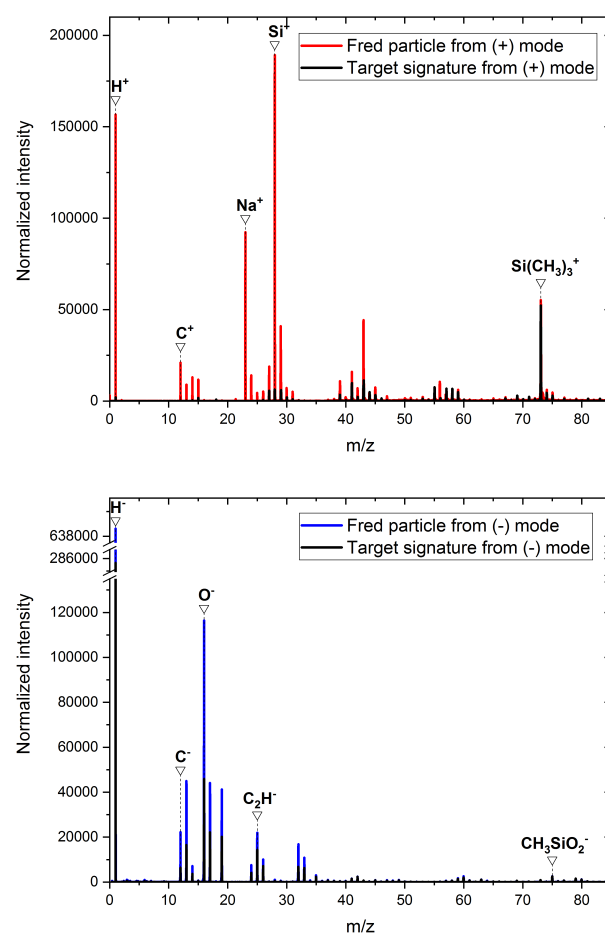 200000
150000
100000
50000
0
Normalized intensity
H⁺
C⁺
Na⁺
Si⁺
Si(CH₃)₃⁺
Fred particle from (+) mode
Target signature from (+) mode
0 10 20 30 40 50 60 70 80
m/z
638000
286000
120000
100000
80000
60000
40000
20000
0
Normalized intensity
H⁻
C⁻
O⁻
C₂H⁻
CH₃SiO₂⁻
Fred particle from (-) mode
Target signature from (-) mode
0 10 20 30 40 50 60 70 80
m/z